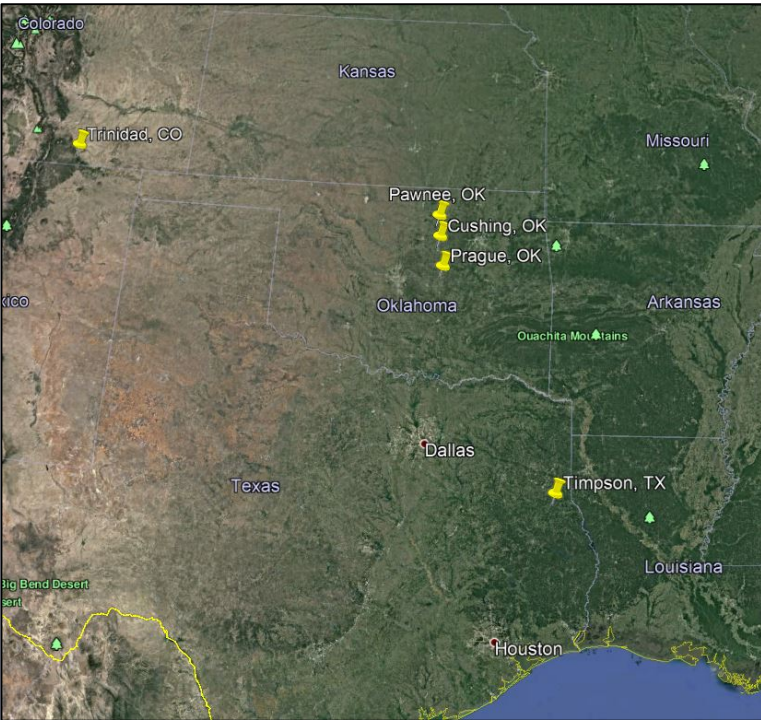 Colorado
Kansas
Trinidad, CO
Missouri
Pawnee, OK
Cushing, OK
Prague, OK
xico
Oklahoma
Arkansas
Ouachita Mountains
Dallas
Texas
Timpson, TX
Louisiana
Big Bend Desert
sert
Houston